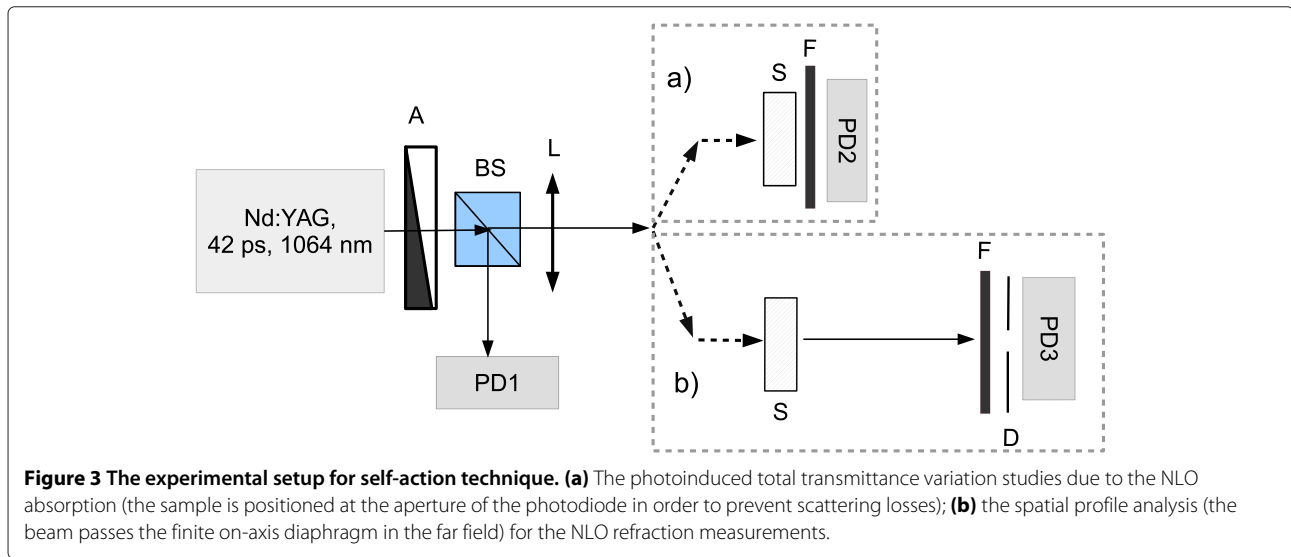 a)
S
F
PD2
A
BS
L
Nd:YAG,
42 ps, 1064 nm
PD1
b)
S
F
D
PD3
Figure 3 The experimental setup for self-action technique. (a) The photoinduced total transmittance variation studies due to the NLO
absorption (the sample is positioned at the aperture of the photodiode in order to prevent scattering losses); (b) the spatial profile analysis (the
beam passes the finite on-axis diaphragm in the far field) for the NLO refraction measurements.